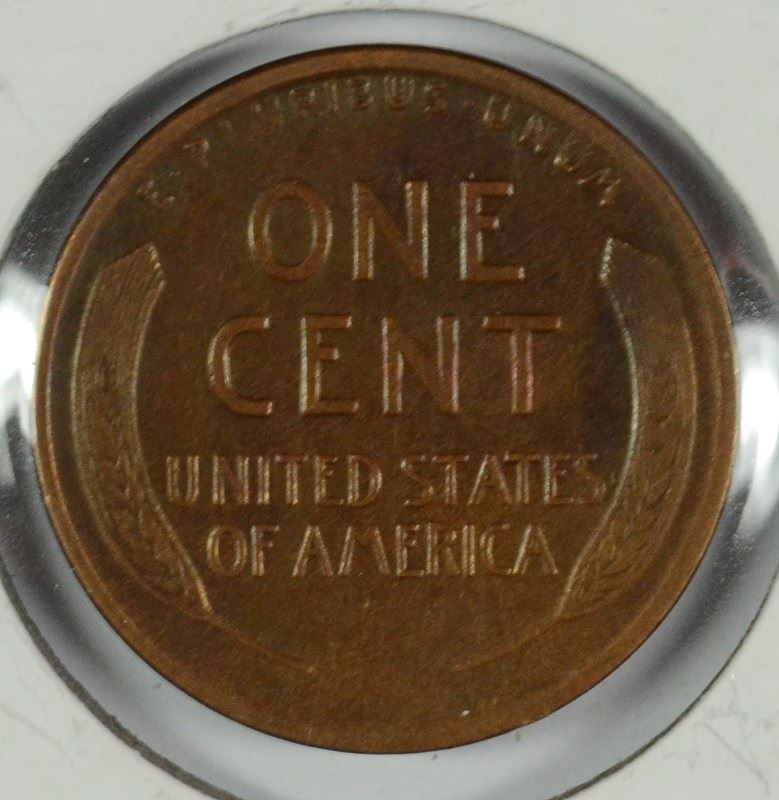 E·PLURIBUS·UNUM
ONE
CENT
UNITED STATES
OF AMERICA